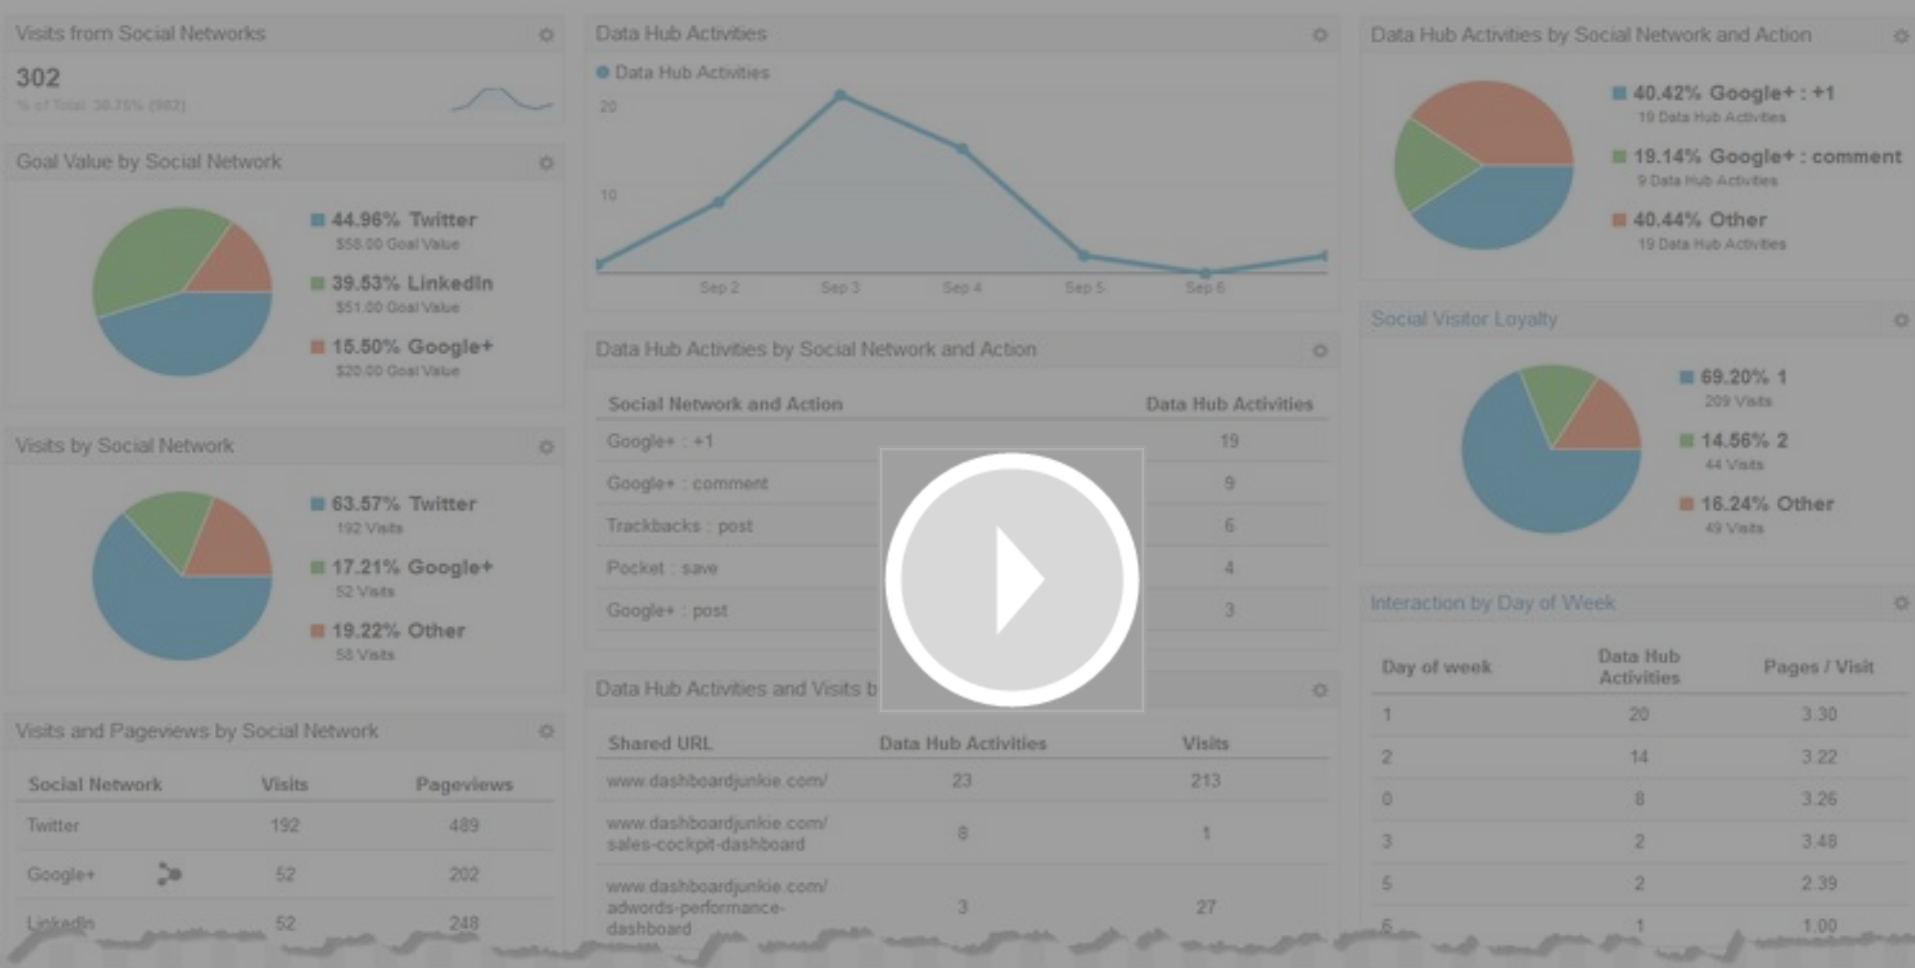 Visits from Social Networks
302
% of Total: 30.75% (982)
Goal Value by Social Network
44.96% Twitter
$58.00 Goal Value
39.53% LinkedIn
$51.00 Goal Value
15.50% Google+
$20.00 Goal Value
Visits by Social Network
63.57% Twitter
192 Visits
17.21% Google+
52 Visits
19.22% Other
58 Visits
Visits and Pageviews by Social Network
Social Network Visits Pageviews
Twitter 192 489
Google+ 52 202
LinkedIn 52 248
Data Hub Activities
Data Hub Activities
20
10
Sep 2 Sep 3 Sep 4 Sep 5 Sep 6
Data Hub Activities by Social Network and Action
Social Network and Action Data Hub Activities
Google+ : +1 19
Google+ : comment 9
Trackbacks : post 6
Pocket : save 4
Google+ : post 3
Data Hub Activities and Visits b
Shared URL Data Hub Activities Visits
www.dashboardjunkie.com/ 23 213
www.dashboardjunkie.com/
sales-cockpit-dashboard 8 1
www.dashboardjunkie.com/
adwords-performance- 3 27
dashboard
Data Hub Activities by Social Network and Action
40.42% Google+ : +1
19 Data Hub Activities
19.14% Google+ : comment
9 Data Hub Activities
40.44% Other
19 Data Hub Activities
Social Visitor Loyalty
69.20% 1
209 Visits
14.56% 2
44 Visits
16.24% Other
49 Visits
Interaction by Day of Week
Day of week Data Hub Activities Pages / Visit
1 20 3.30
2 14 3.22
0 8 3.26
3 2 3.48
5 2 2.39
6 1 1.00